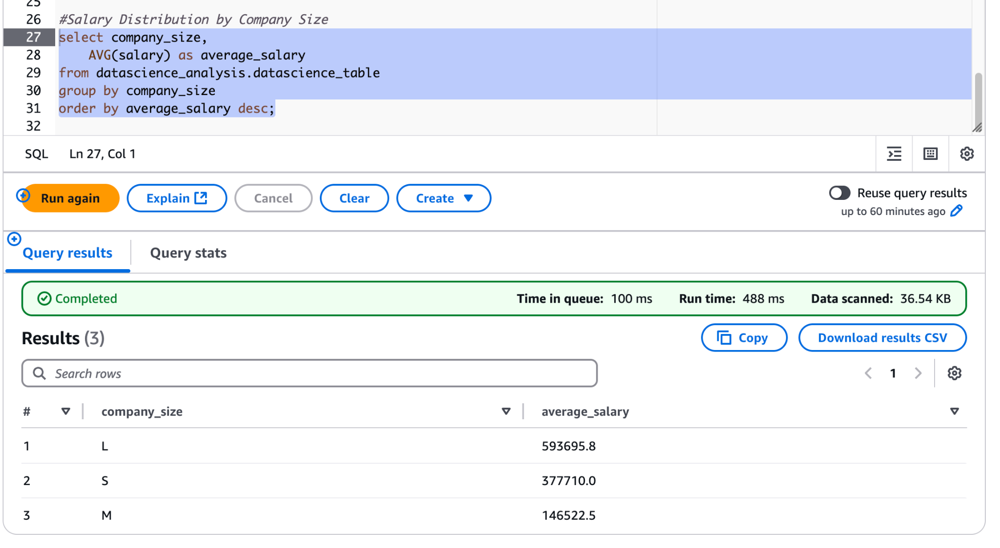 25
26 #Salary Distribution by Company Size
27 select company_size,
28 AVG(salary) as average_salary
29 from datascience_analysis.datascience_table
30 group by company_size
31 order by average_salary desc;
32
SQL Ln 27, Col 1
Run again Explain Cancel Clear Create Reuse query results
up to 60 minutes ago
Query results Query stats
Completed Time in queue: 100 ms Run time: 488 ms Data scanned: 36.54 KB
Results (3) Copy Download results CSV
Search rows 1
# company_size average_salary
1 L 593695.8
2 S 377710.0
3 M 146522.5